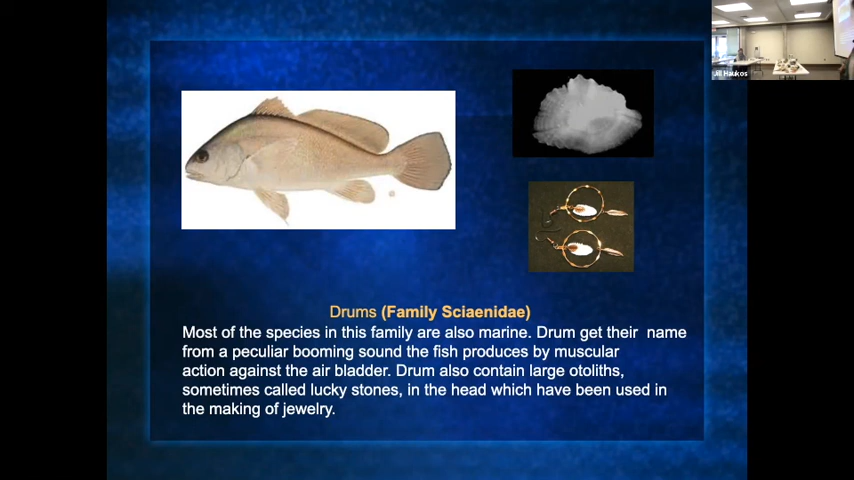 Jill Haukos
Drums (Family Sciaenidae)
Most of the species in this family are also marine. Drum get their name
from a peculiar booming sound the fish produces by muscular
action against the air bladder. Drum also contain large otoliths,
sometimes called lucky stones, in the head which have been used in
the making of jewelry.